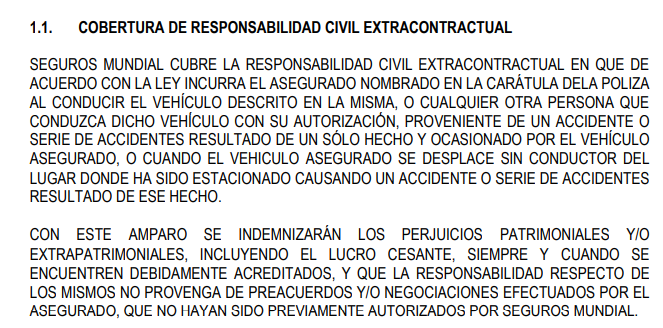 1.1. COBERTURA DE RESPONSABILIDAD CIVIL EXTRACONTRACTUAL
SEGUROS MUNDIAL CUBRE LA RESPONSABILIDAD CIVIL EXTRACONTRACTUAL EN QUE DE
ACUERDO CON LA LEY INCURRA EL ASEGURADO NOMBRADO EN LA CARÁTULA DELA POLIZA
AL CONDUCIR EL VEHÍCULO DESCRITO EN LA MISMA, O CUALQUIER OTRA PERSONA QUE
CONDUZCA DICHO VEHÍCULO CON SU AUTORIZACIÓN, PROVENIENTE DE UN ACCIDENTE O
SERIE DE ACCIDENTES RESULTADO DE UN SÓLO HECHO Y OCASIONADO POR EL VEHÍCULO
ASEGURADO, O CUANDO EL VEHICULO ASEGURADO SE DESPLACE SIN CONDUCTOR DEL
LUGAR DONDE HA SIDO ESTACIONADO CAUSANDO UN ACCIDENTE O SERIE DE ACCIDENTES
RESULTADO DE ESE HECHO.
CON ESTE AMPARO SE INDEMNIZARÁN LOS PERJUICIOS PATRIMONIALES Y/O
EXTRAPATRIMONIALES, INCLUYENDO EL LUCRO CESANTE, SIEMPRE Y CUANDO SE
ENCUENTREN DEBIDAMENTE ACREDITADOS, Y QUE LA RESPONSABILIDAD RESPECTO DE
LOS MISMOS NO PROVENGA DE PREACUERDOS Y/O NEGOCIACIONES EFECTUADOS POR EL
ASEGURADO, QUE NO HAYAN SIDO PREVIAMENTE AUTORIZADOS POR SEGUROS MUNDIAL.